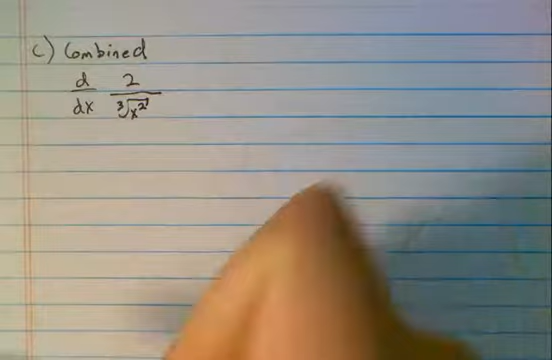 c) Combined
d/dx 2/∛x²